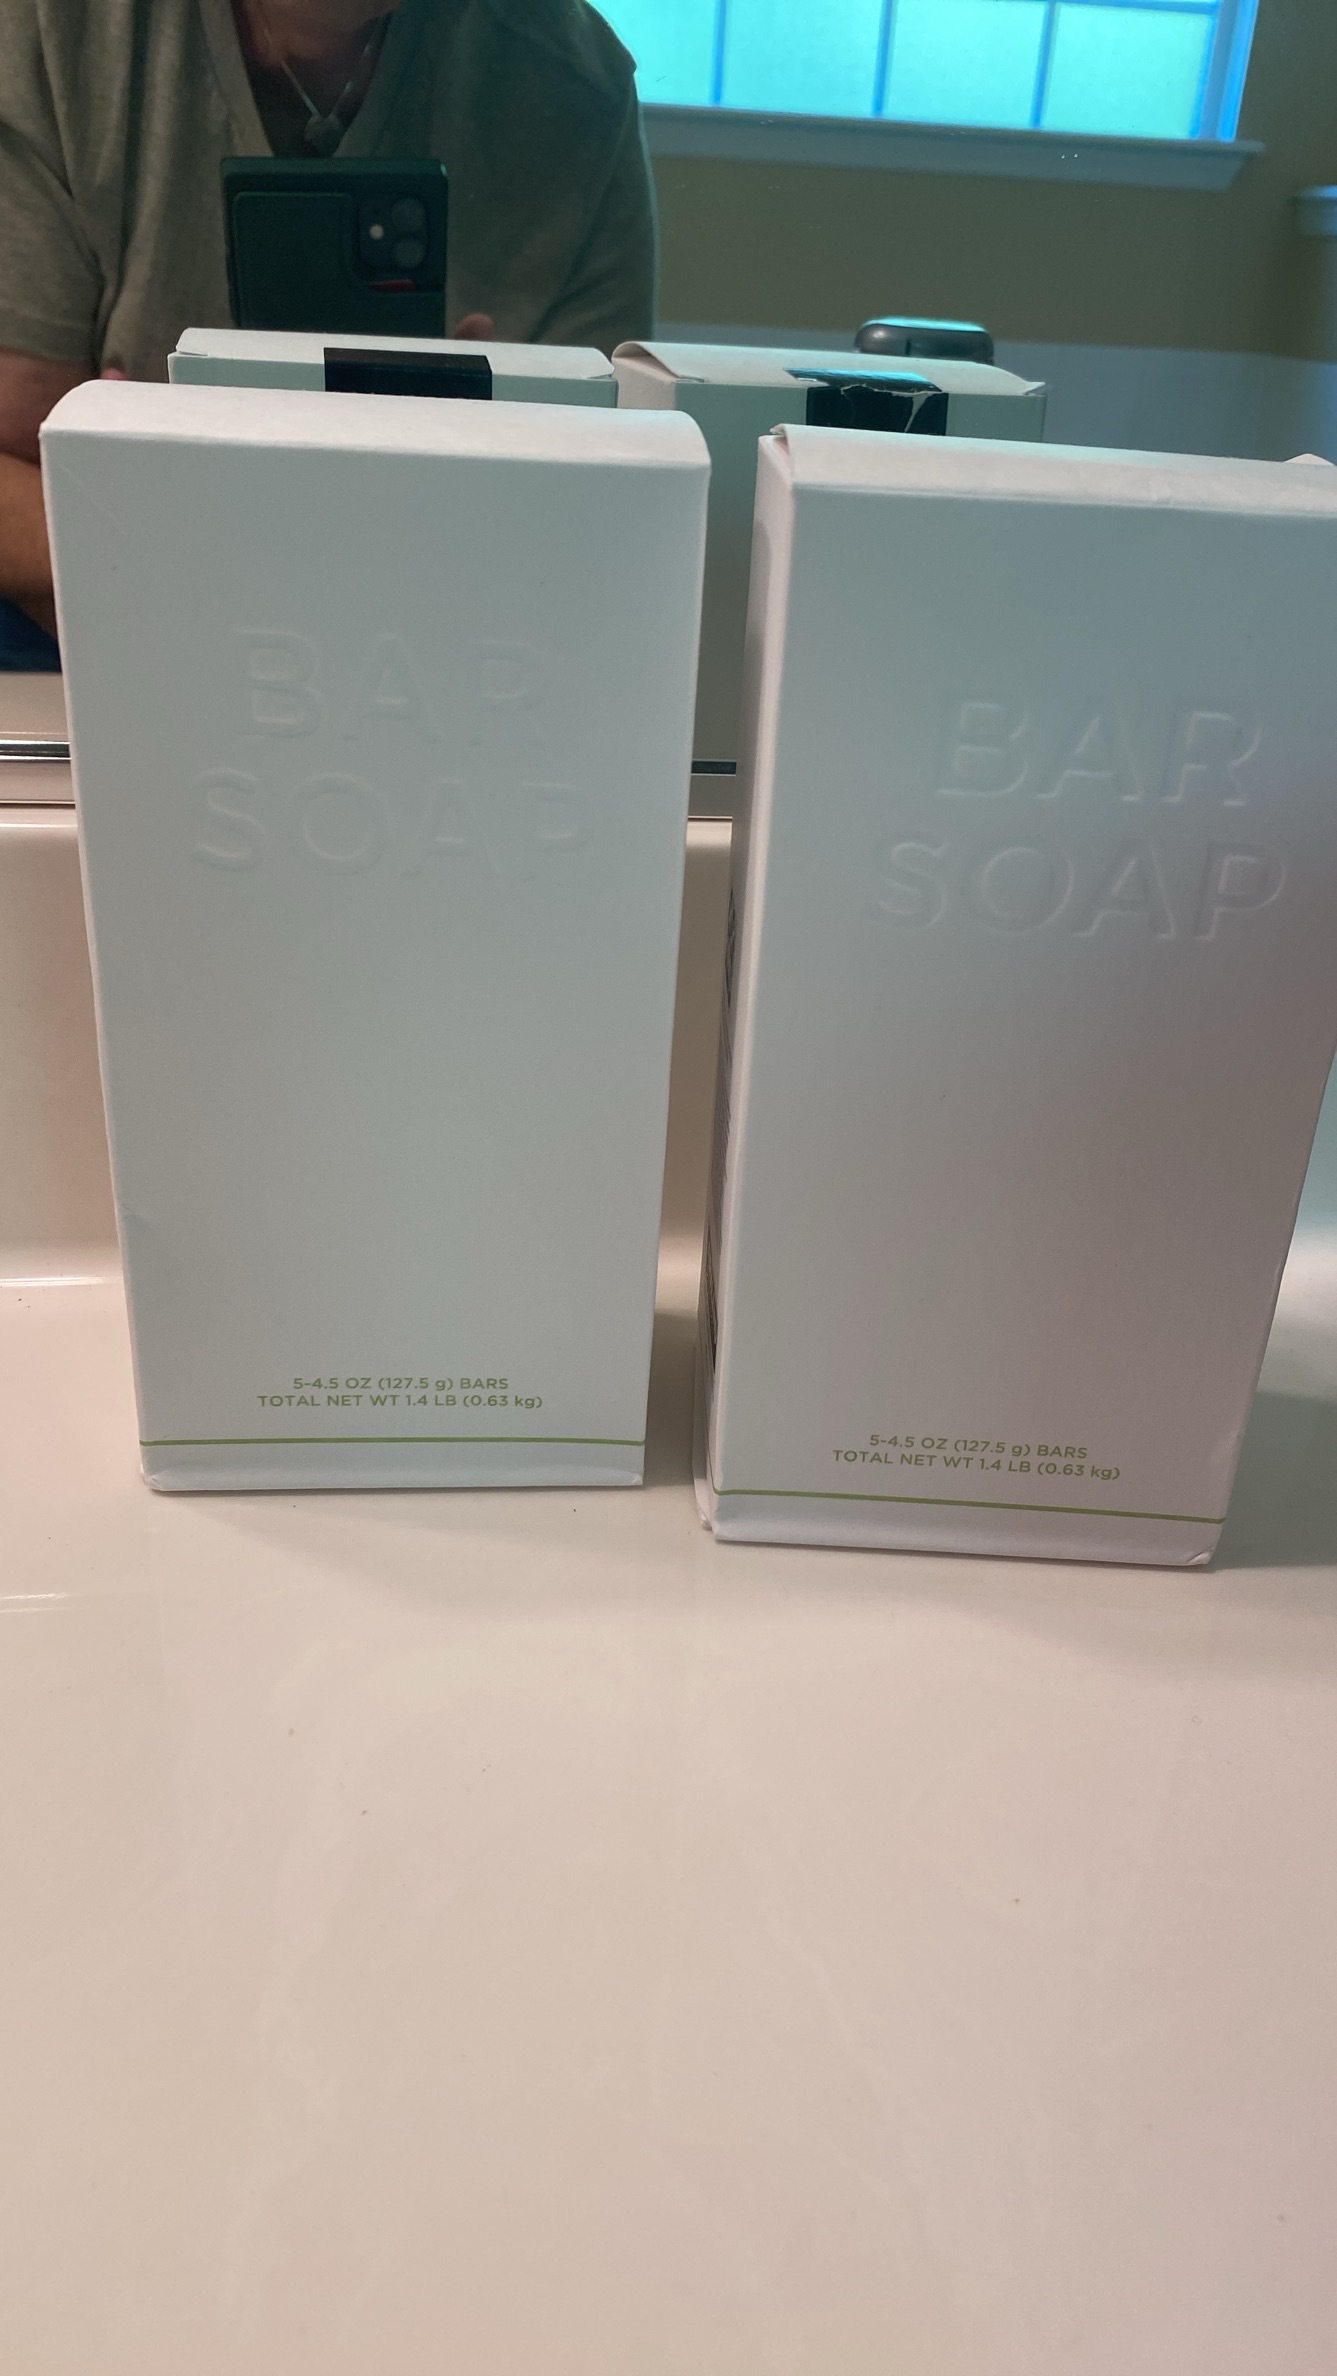 BAR
SOAP
5-4.5 OZ (127.5 g) BARS
TOTAL NET WT 1.4 LB (0.63 kg)
BAR
SOAP
5-4.5 OZ (127.5 g) BARS
TOTAL NET WT 1.4 LB (0.63 kg)